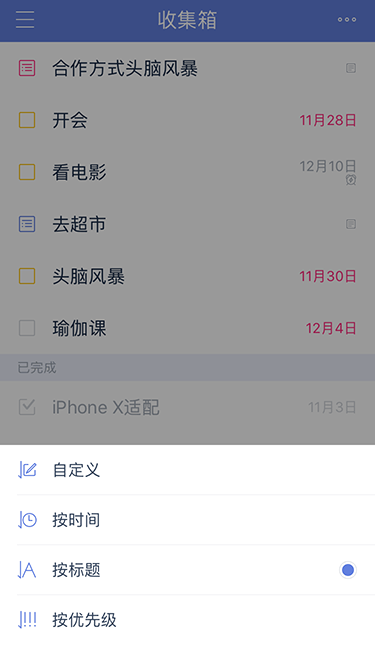 收集箱
合作方式头脑风暴
开会 11月28日
看电影 12月10日
去超市
头脑风暴 11月30日
瑜伽课 12月4日
已完成
iPhone X适配 11月3日
自定义
按时间
按标题
按优先级